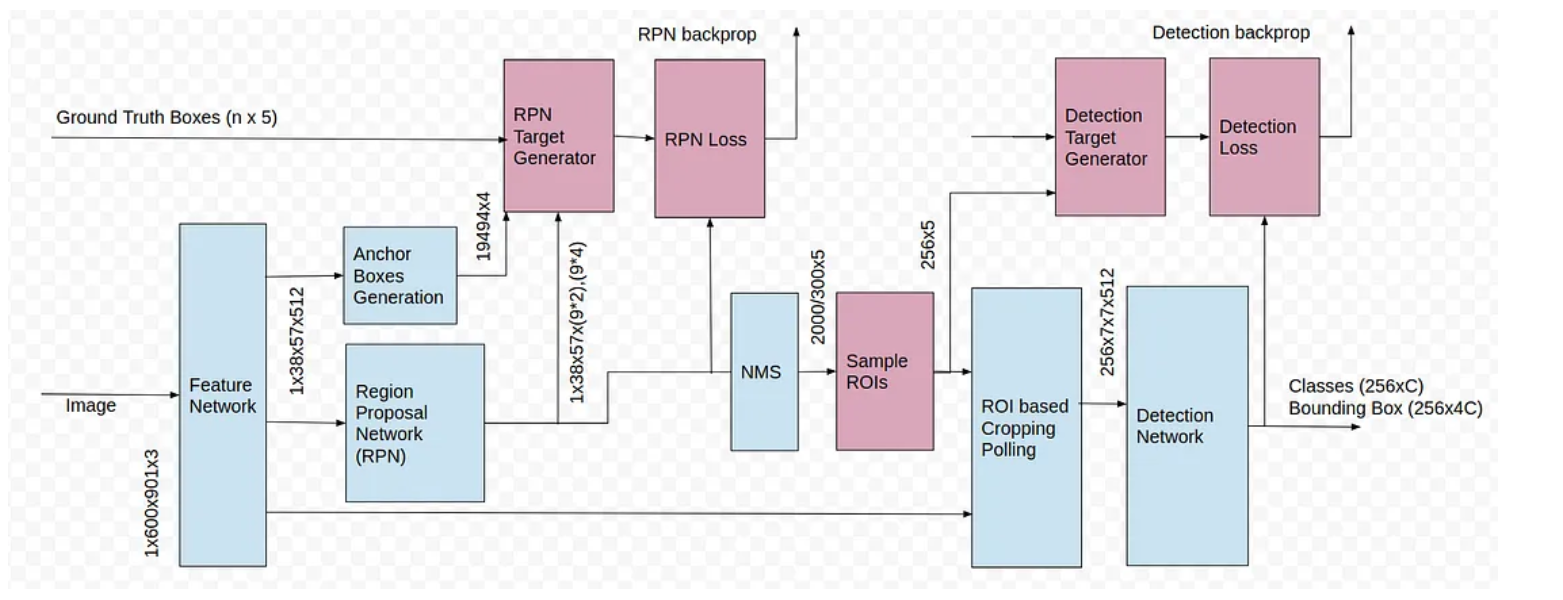 RPN backprop
Detection backprop
Ground Truth Boxes (n x 5)
RPN
Target
Generator
RPN Loss
Detection
Target
Generator
Detection
Loss
19494x4
1x38x57x(9*2),(9*4)
256x5
2000/300x5
256x7x7x512
1x38x57x512
Anchor
Boxes
Generation
Feature
Network
Image
1x600x901x3
Region
Proposal
Network
(RPN)
NMS
Sample
ROIs
ROI based
Cropping
Polling
Detection
Network
Classes (256xC)
Bounding Box (256x4C)